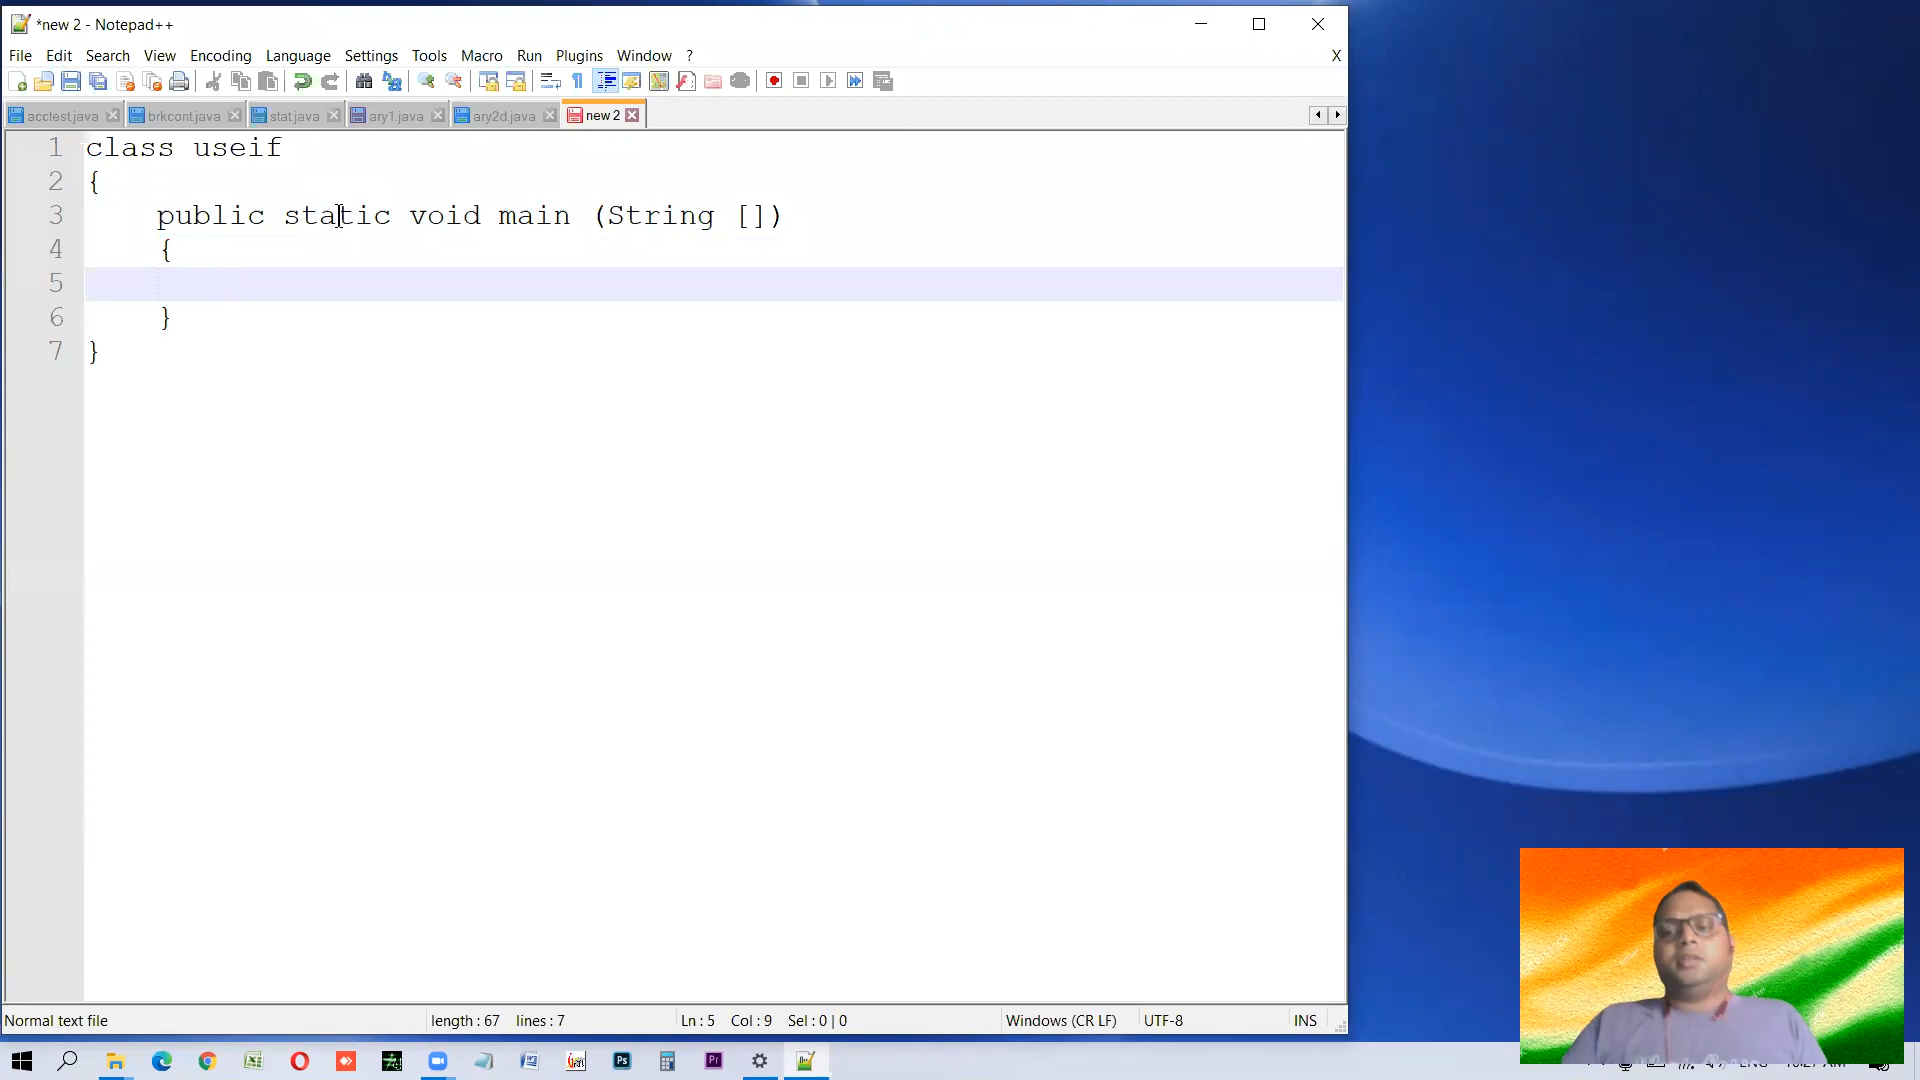 *new 2 - Notepad++
File Edit Search View Encoding Language Settings Tools Macro Run Plugins Window ?
X
acctest.java brkcont.java stat.java ary1.java ary2d.java new 2
1 class useif
2 {
3 public static void main (String [])
4 {
5
6 }
7 }
Normal text file length : 67 lines : 7 Ln : 5 Col : 9 Sel : 0 | 0 Windows (CR LF) UTF-8 INS
Ps Pr